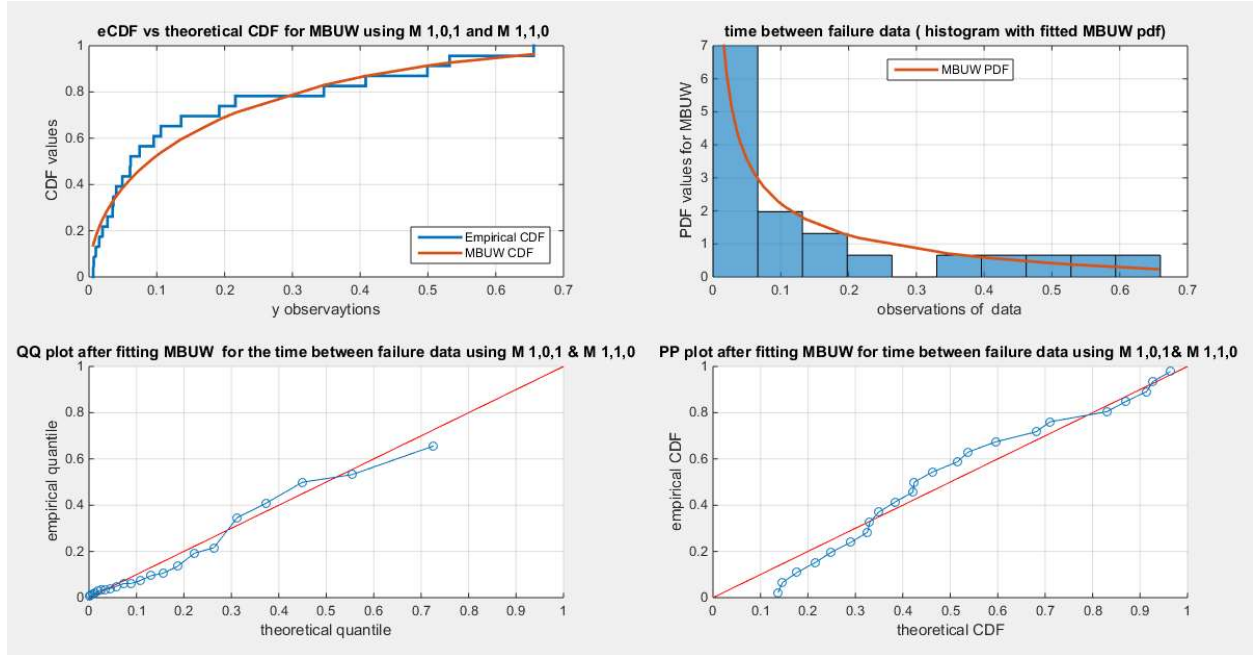 eCDF vs theoretical CDF for MBUW using M 1,0,1 and M 1,1,0
CDF values
1
0.8
0.6
0.4
0.2
0
0 0.1 0.2 0.3 0.4 0.5 0.6 0.7
y observaytions
Empirical CDF
MBUW CDF
time between failure data ( histogram with fitted MBUW pdf)
PDF values for MBUW
7
6
5
4
3
2
1
0
0 0.1 0.2 0.3 0.4 0.5 0.6 0.7
observations of data
MBUW PDF
QQ plot after fitting MBUW for the time between failure data using M 1,0,1 & M 1,1,0
empirical quantile
1
0.8
0.6
0.4
0.2
0
0 0.1 0.2 0.3 0.4 0.5 0.6 0.7 0.8 0.9 1
theoretical quantile
PP plot after fitting MBUW for time between failure data using M 1,0,1& M 1,1,0
empirical CDF
1
0.8
0.6
0.4
0.2
0
0 0.1 0.2 0.3 0.4 0.5 0.6 0.7 0.8 0.9 1
theoretical CDF